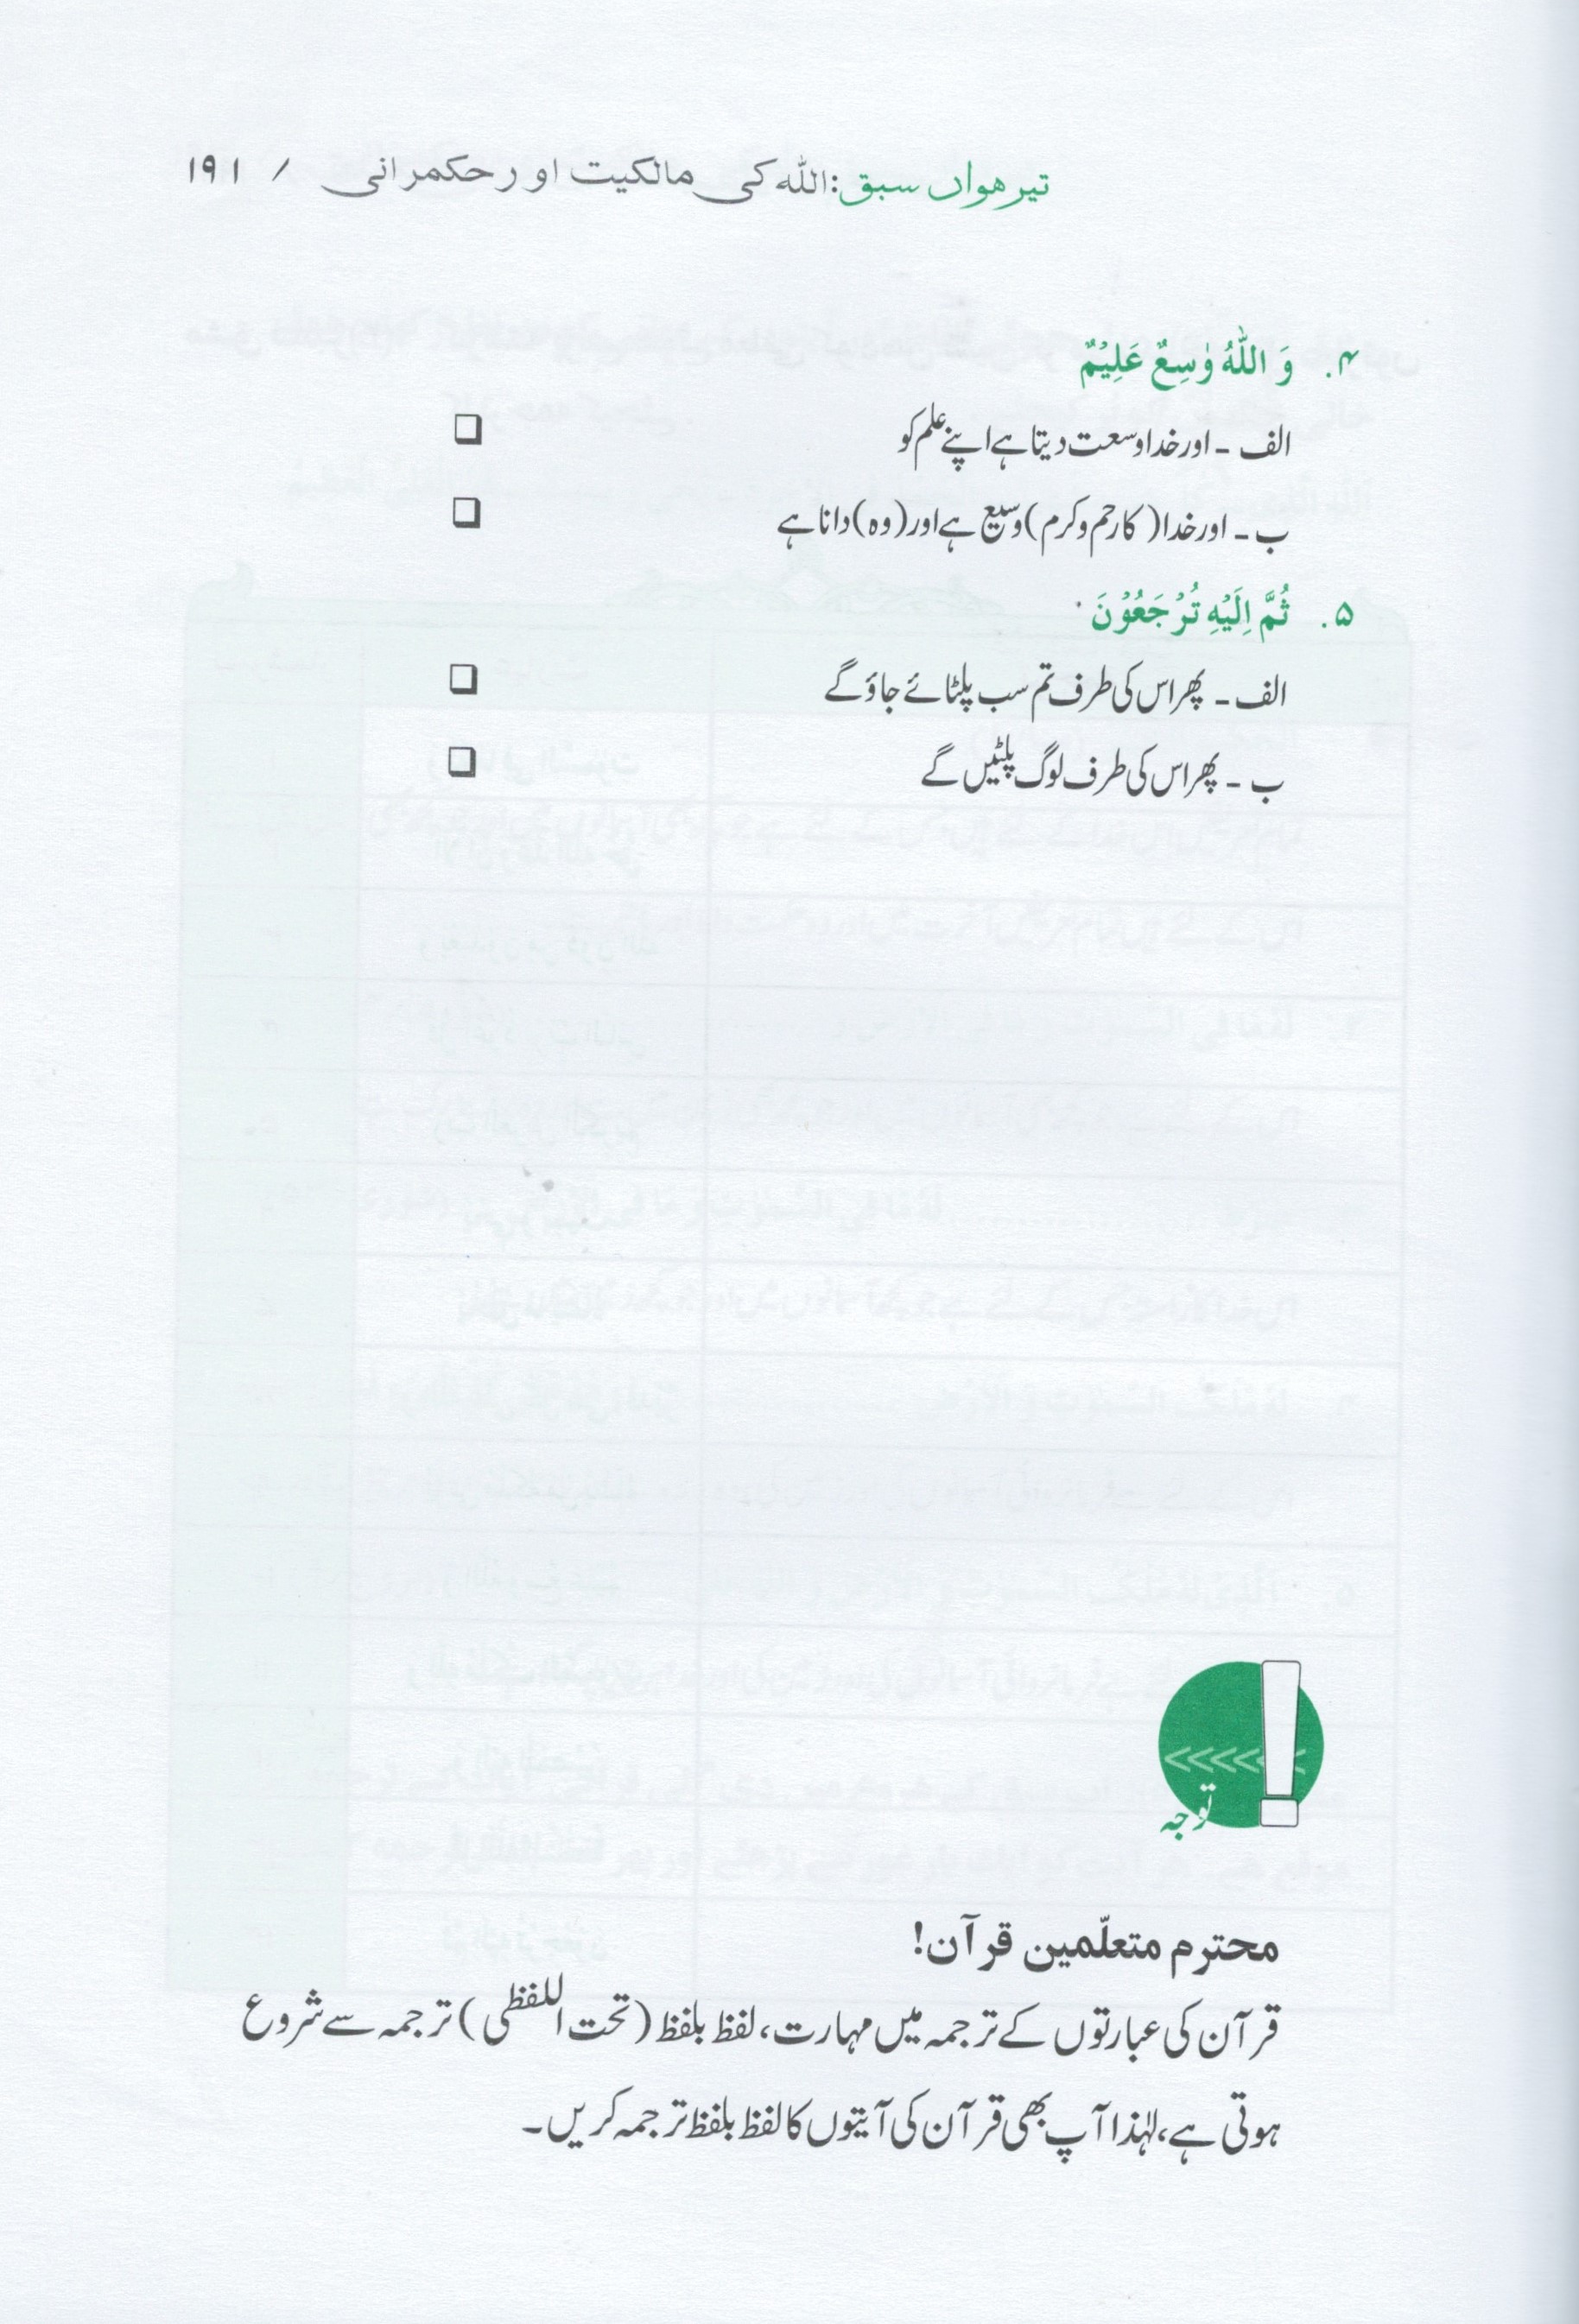 تیرھواں سبق: اللہ کی مالکیت اور حکمرانی / ۱۹۱
۴. وَ اللّٰهُ وٰسِعٌ عَلِیْمٌ
الف ۔ اور خدا وسعت دیتا ہے اپنے علم کو ❑
ب ۔ اور خدا (کا رحم و کرم) وسیع ہے اور (وہ) دانا ہے ❑
۵. ثُمَّ اِلَیْهِ تُرْجَعُوْنَ
الف ۔ پھر اس کی طرف تم سب پلٹائے جاؤ گے ❑
ب ۔ پھر اس کی طرف لوگ پلٹیں گے ❑
توجہ
محترم متعلّمین قرآن!
قرآن کی عبارتوں کے ترجمہ میں مہارت، لفظ بلفظ (تحت اللفظی) ترجمہ سے شروع
ہوتی ہے، لہٰذا آپ بھی قرآن کی آیتوں کا لفظ بلفظ ترجمہ کریں۔